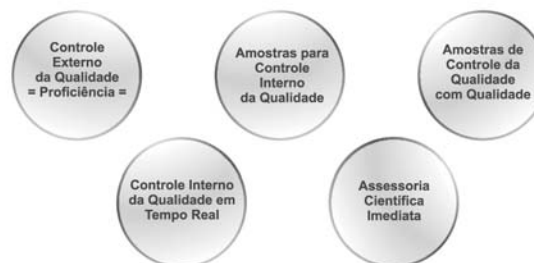 Controle
Externo
da Qualidade
= Proficiência =
Amostras para
Controle
Interno
da Qualidade
Amostras de
Controle da
Qualidade
com Qualidade
Controle Interno
da Qualidade em
Tempo Real
Assessoria
Científica
Imediata